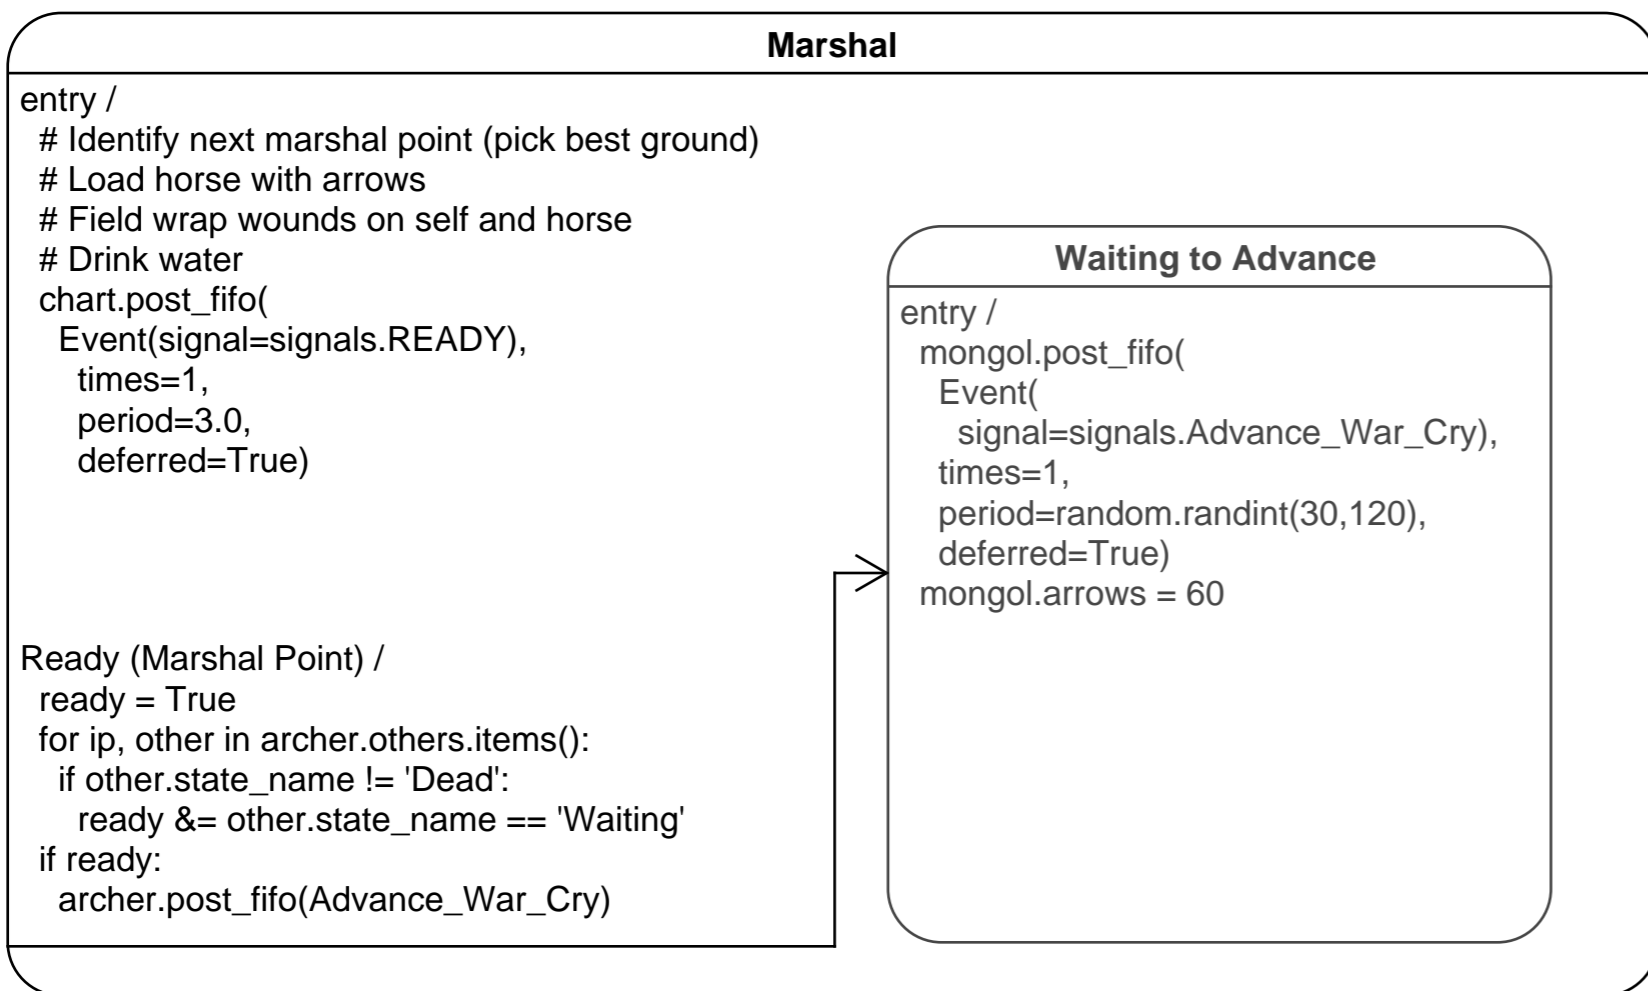 Marshal
entry /
# Identify next marshal point (pick best ground)
# Load horse with arrows
# Field wrap wounds on self and horse
# Drink water
chart.post_fifo(
Event(signal=signals.READY),
times=1,
period=3.0,
deferred=True)
Ready (Marshal Point) /
ready = True
for ip, other in archer.others.items():
if other.state_name != 'Dead':
ready &= other.state_name == 'Waiting'
if ready:
archer.post_fifo(Advance_War_Cry)
Waiting to Advance
entry /
mongol.post_fifo(
Event(
signal=signals.Advance_War_Cry),
times=1,
period=random.randint(30,120),
deferred=True)
mongol.arrows = 60